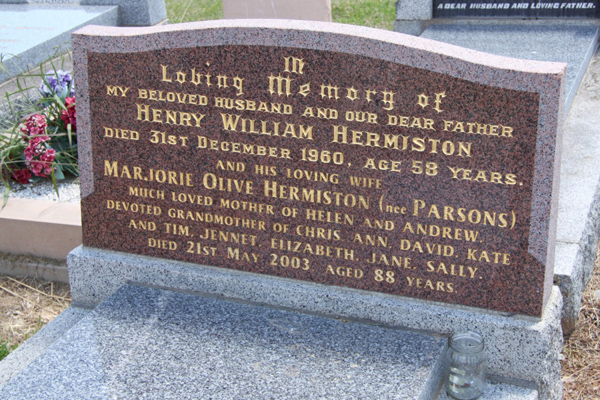 A DEAR HUSBAND AND LOVING FATHER.
In
Loving Memory of
MY BELOVED HUSBAND AND OUR DEAR FATHER
HENRY WILLIAM HERMISTON
DIED 31ST DECEMBER 1960, AGE 58 YEARS.
AND HIS LOVING WIFE
MARJORIE OLIVE HERMISTON (nee PARSONS)
MUCH LOVED MOTHER OF HELEN AND ANDREW.
DEVOTED GRANDMOTHER OF CHRIS, ANN, DAVID, KATE
AND TIM, JENNET, ELIZABETH, JANE, SALLY.
DIED 21ST MAY 2003 AGED 88 YEARS.